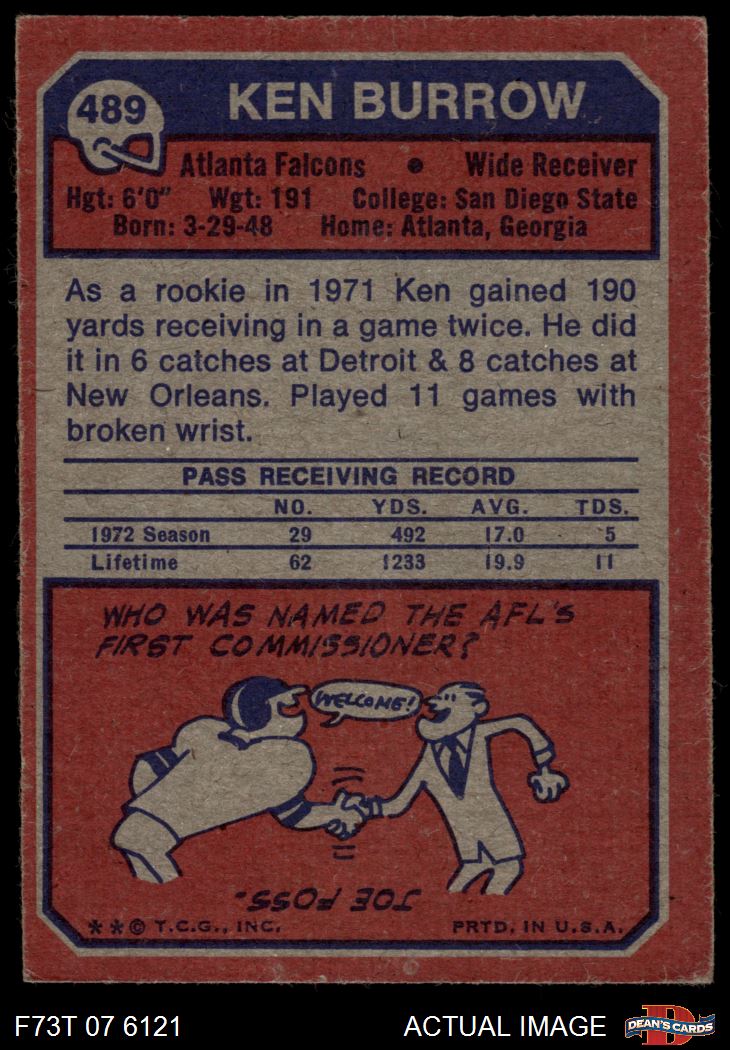 489
KEN BURROW
Atlanta Falcons • Wide Receiver
Hgt: 6'0" Wgt: 191 College: San Diego State
Born: 3-29-48 Home: Atlanta, Georgia
As a rookie in 1971 Ken gained 190
yards receiving in a game twice. He did
it in 6 catches at Detroit & 8 catches at
New Orleans. Played 11 games with
broken wrist.
PASS RECEIVING RECORD
NO. YDS. AVG. TDS.
1972 Season 29 492 17.0 5
Lifetime 62 1233 19.9 11
WHO WAS NAMED THE AFL'S
FIRST COMMISSIONER?
WELCOME!
JOE FOSS.
**© T.C.G., INC. PRTD. IN U.S.A.
F73T 07 6121 ACTUAL IMAGE
D
DEAN'S CARDS